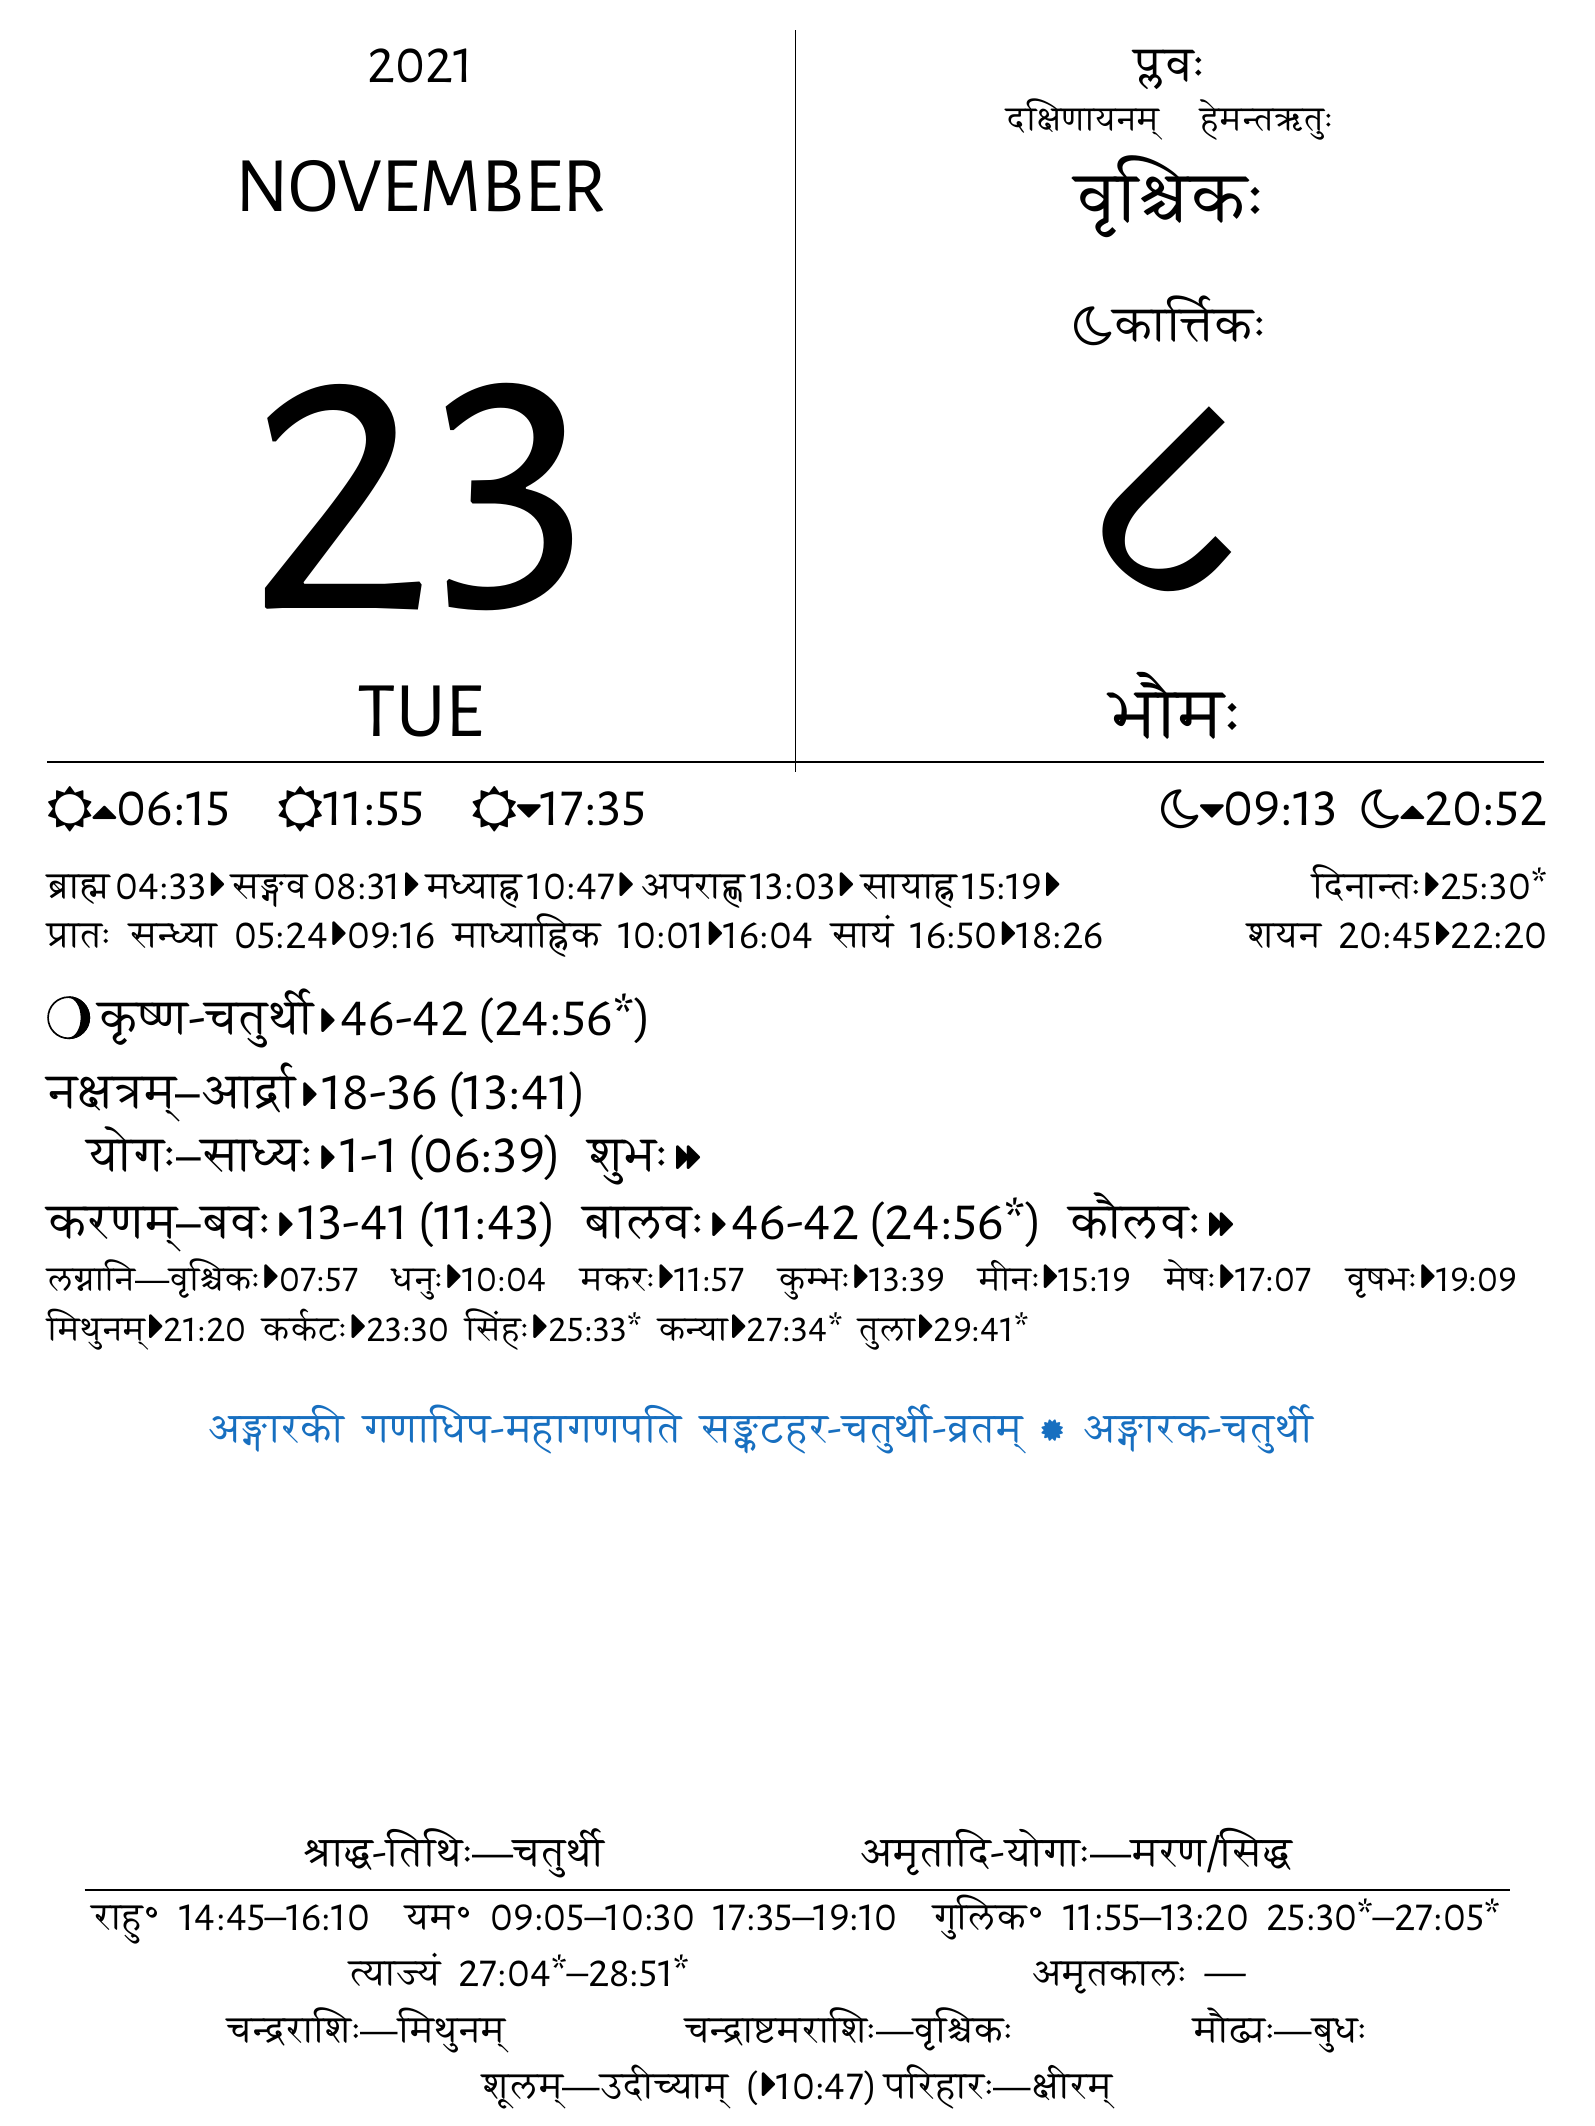 2021
NOVEMBER
23
TUE
प्लवः
दक्षिणायनम् हेमन्तऋतुः
वृश्चिकः
कार्त्तिकः
८
भौमः
06:15 11:55 17:35 09:13 20:52
ब्राह्म 04:33 सङ्गव 08:31 मध्याह्न 10:47 अपराह्ण 13:03 सायाह्न 15:19 दिनान्तः 25:30*
प्रातः सन्ध्या 05:24 09:16 माध्याह्निक 10:01 16:04 सायं 16:50 18:26 शयन 20:45 22:20
कृष्ण-चतुर्थी 46-42 (24:56*)
नक्षत्रम्–आर्द्रा 18-36 (13:41)
योगः–साध्यः 1-1 (06:39) शुभः
करणम्–बवः 13-41 (11:43) बालवः 46-42 (24:56*) कौलवः
लग्नानि—वृश्चिकः 07:57 धनुः 10:04 मकरः 11:57 कुम्भः 13:39 मीनः 15:19 मेषः 17:07 वृषभः 19:09
मिथुनम् 21:20 कर्कटः 23:30 सिंहः 25:33* कन्या 27:34* तुला 29:41*
अङ्गारकी गणाधिप-महागणपति सङ्कटहर-चतुर्थी-व्रतम् ✹ अङ्गारक-चतुर्थी
श्राद्ध-तिथिः—चतुर्थी अमृतादि-योगाः—मरण/सिद्ध
राहु॰ 14:45–16:10 यम॰ 09:05–10:30 17:35–19:10 गुलिक॰ 11:55–13:20 25:30*–27:05*
त्याज्यं 27:04*–28:51* अमृतकालः —
चन्द्रराशिः—मिथुनम् चन्द्राष्टमराशिः—वृश्चिकः मौढ्यः—बुधः
शूलम्—उदीच्याम् (10:47) परिहारः—क्षीरम्